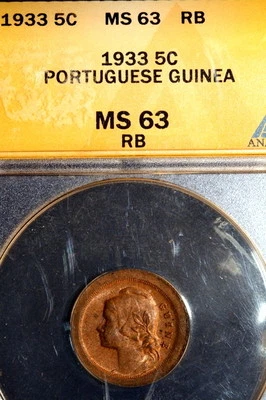 1933 5C MS 63 RB
1933 5C
PORTUGUESE GUINEA
MS 63
RB